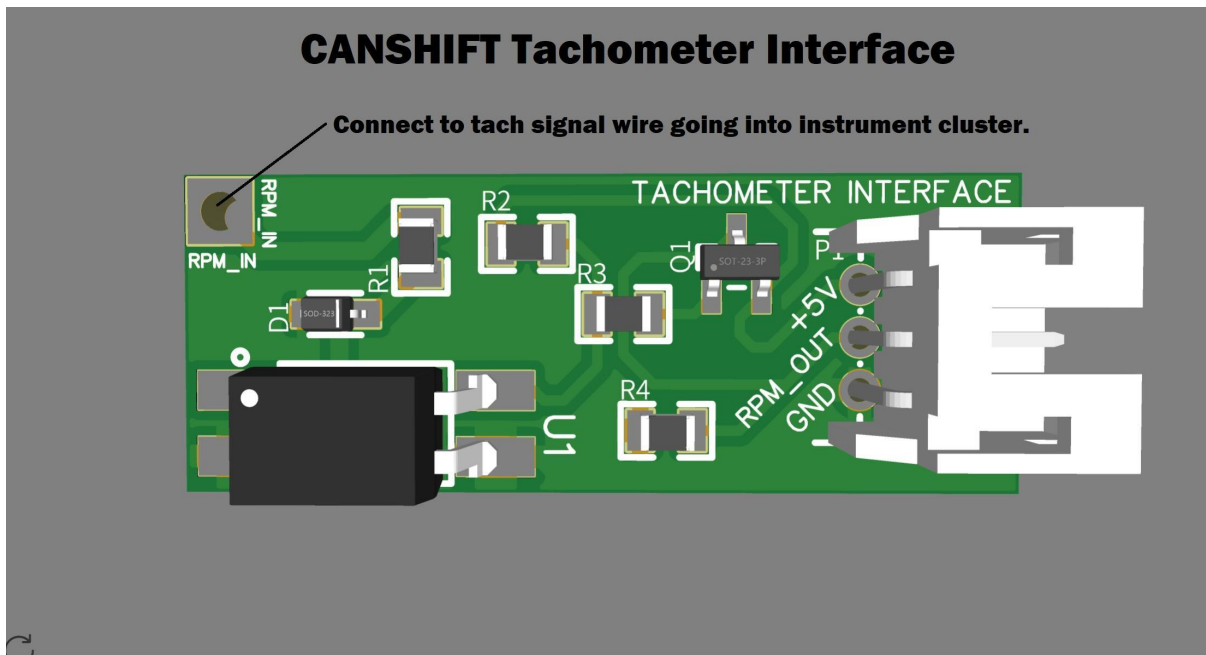 CANSHIFT Tachometer Interface
Connect to tach signal wire going into instrument cluster.
TACHOMETER INTERFACE
RPM_IN
RPM_IN
R1
R2
R3
Q1
SOT-23-3P
P1
+5V
RPM_OUT
GND
D1
SOD-323
R4
U1